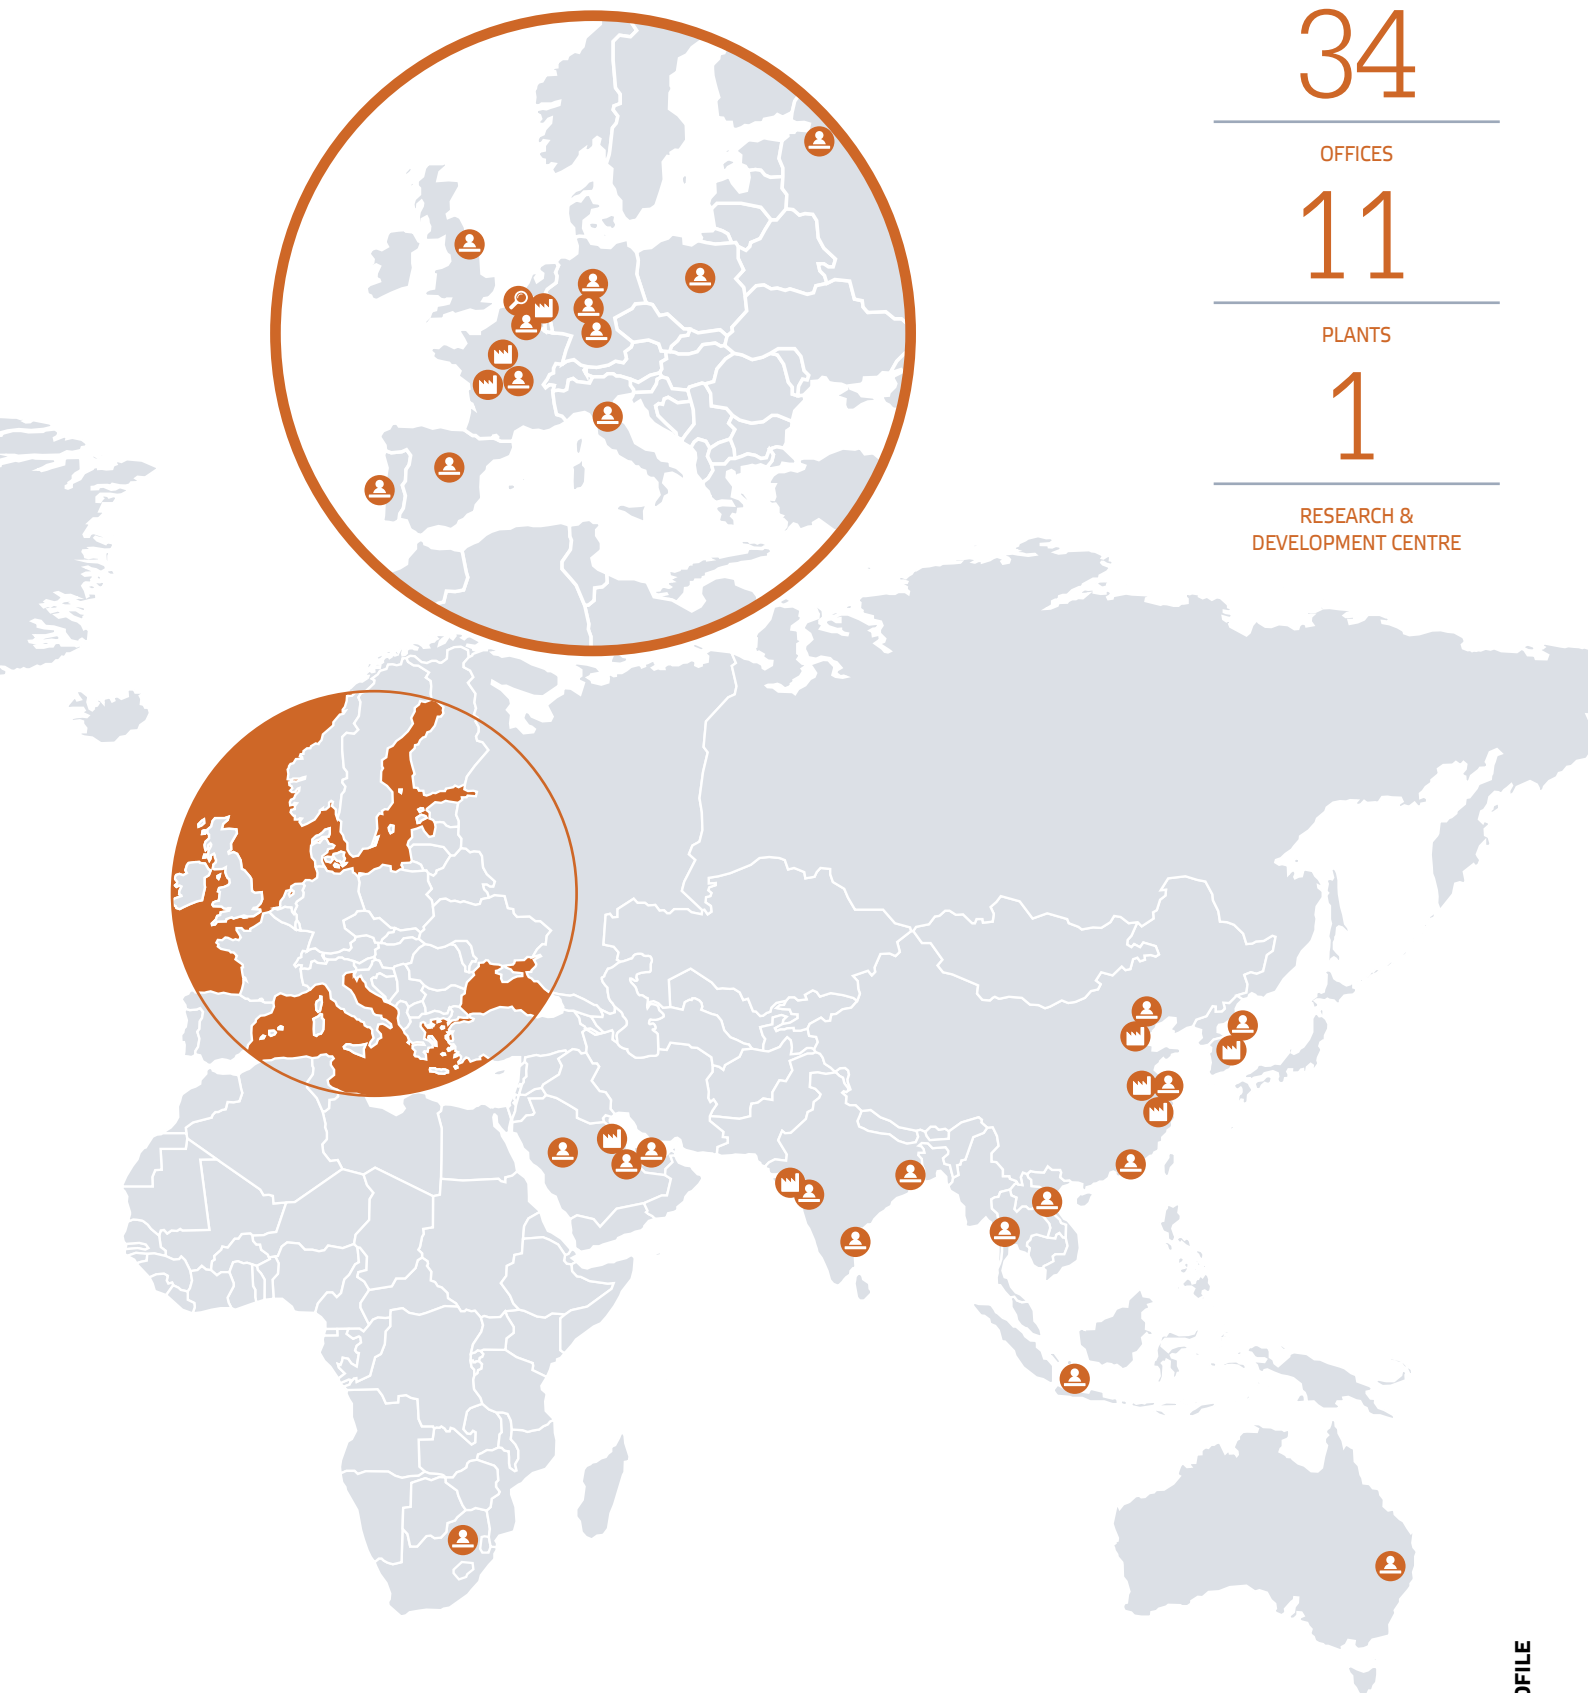 34
OFFICES
11
PLANTS
1
RESEARCH &
DEVELOPMENT CENTRE